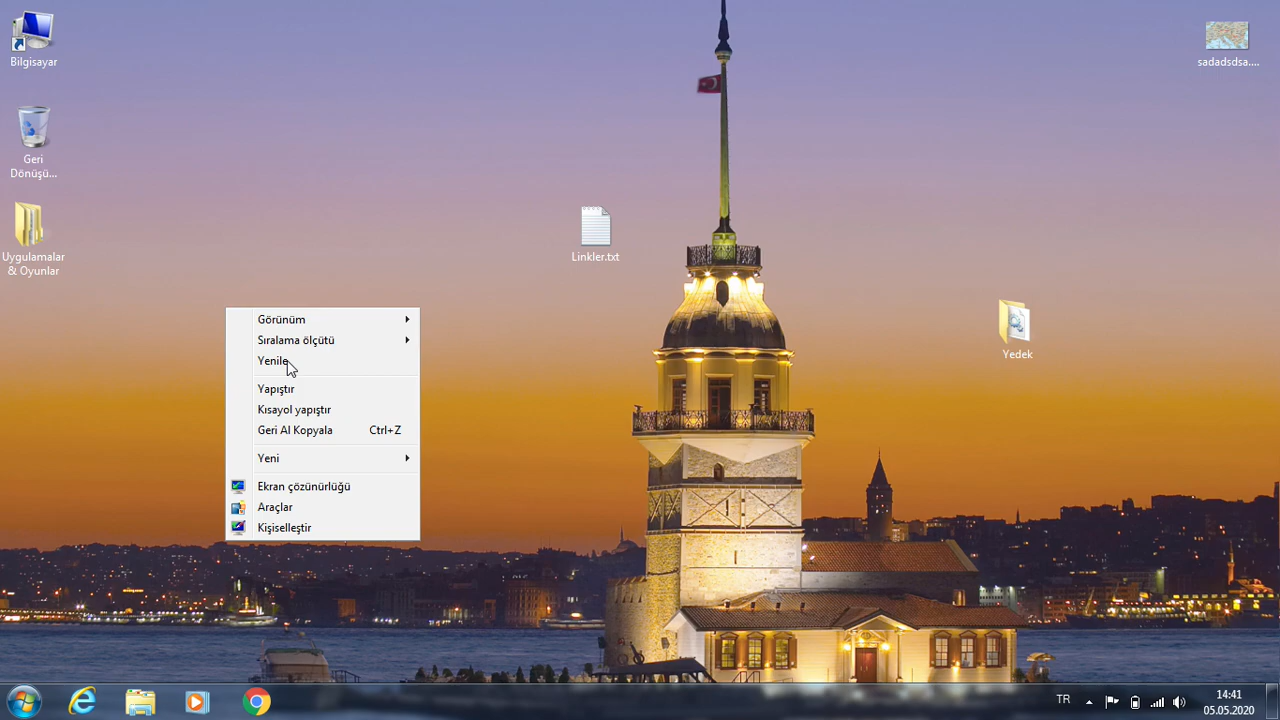 Bilgisayar
sadadsdsa....
Geri
Dönüşü...
Uygulamalar
& Oyunlar
Linkler.txt
Yedek
Görünüm
Sıralama ölçütü
Yenile
Yapıştır
Kısayol yapıştır
Geri Al Kopyala Ctrl+Z
Yeni
Ekran çözünürlüğü
Araçlar
Kişiselleştir
TR
14:41
05.05.2020